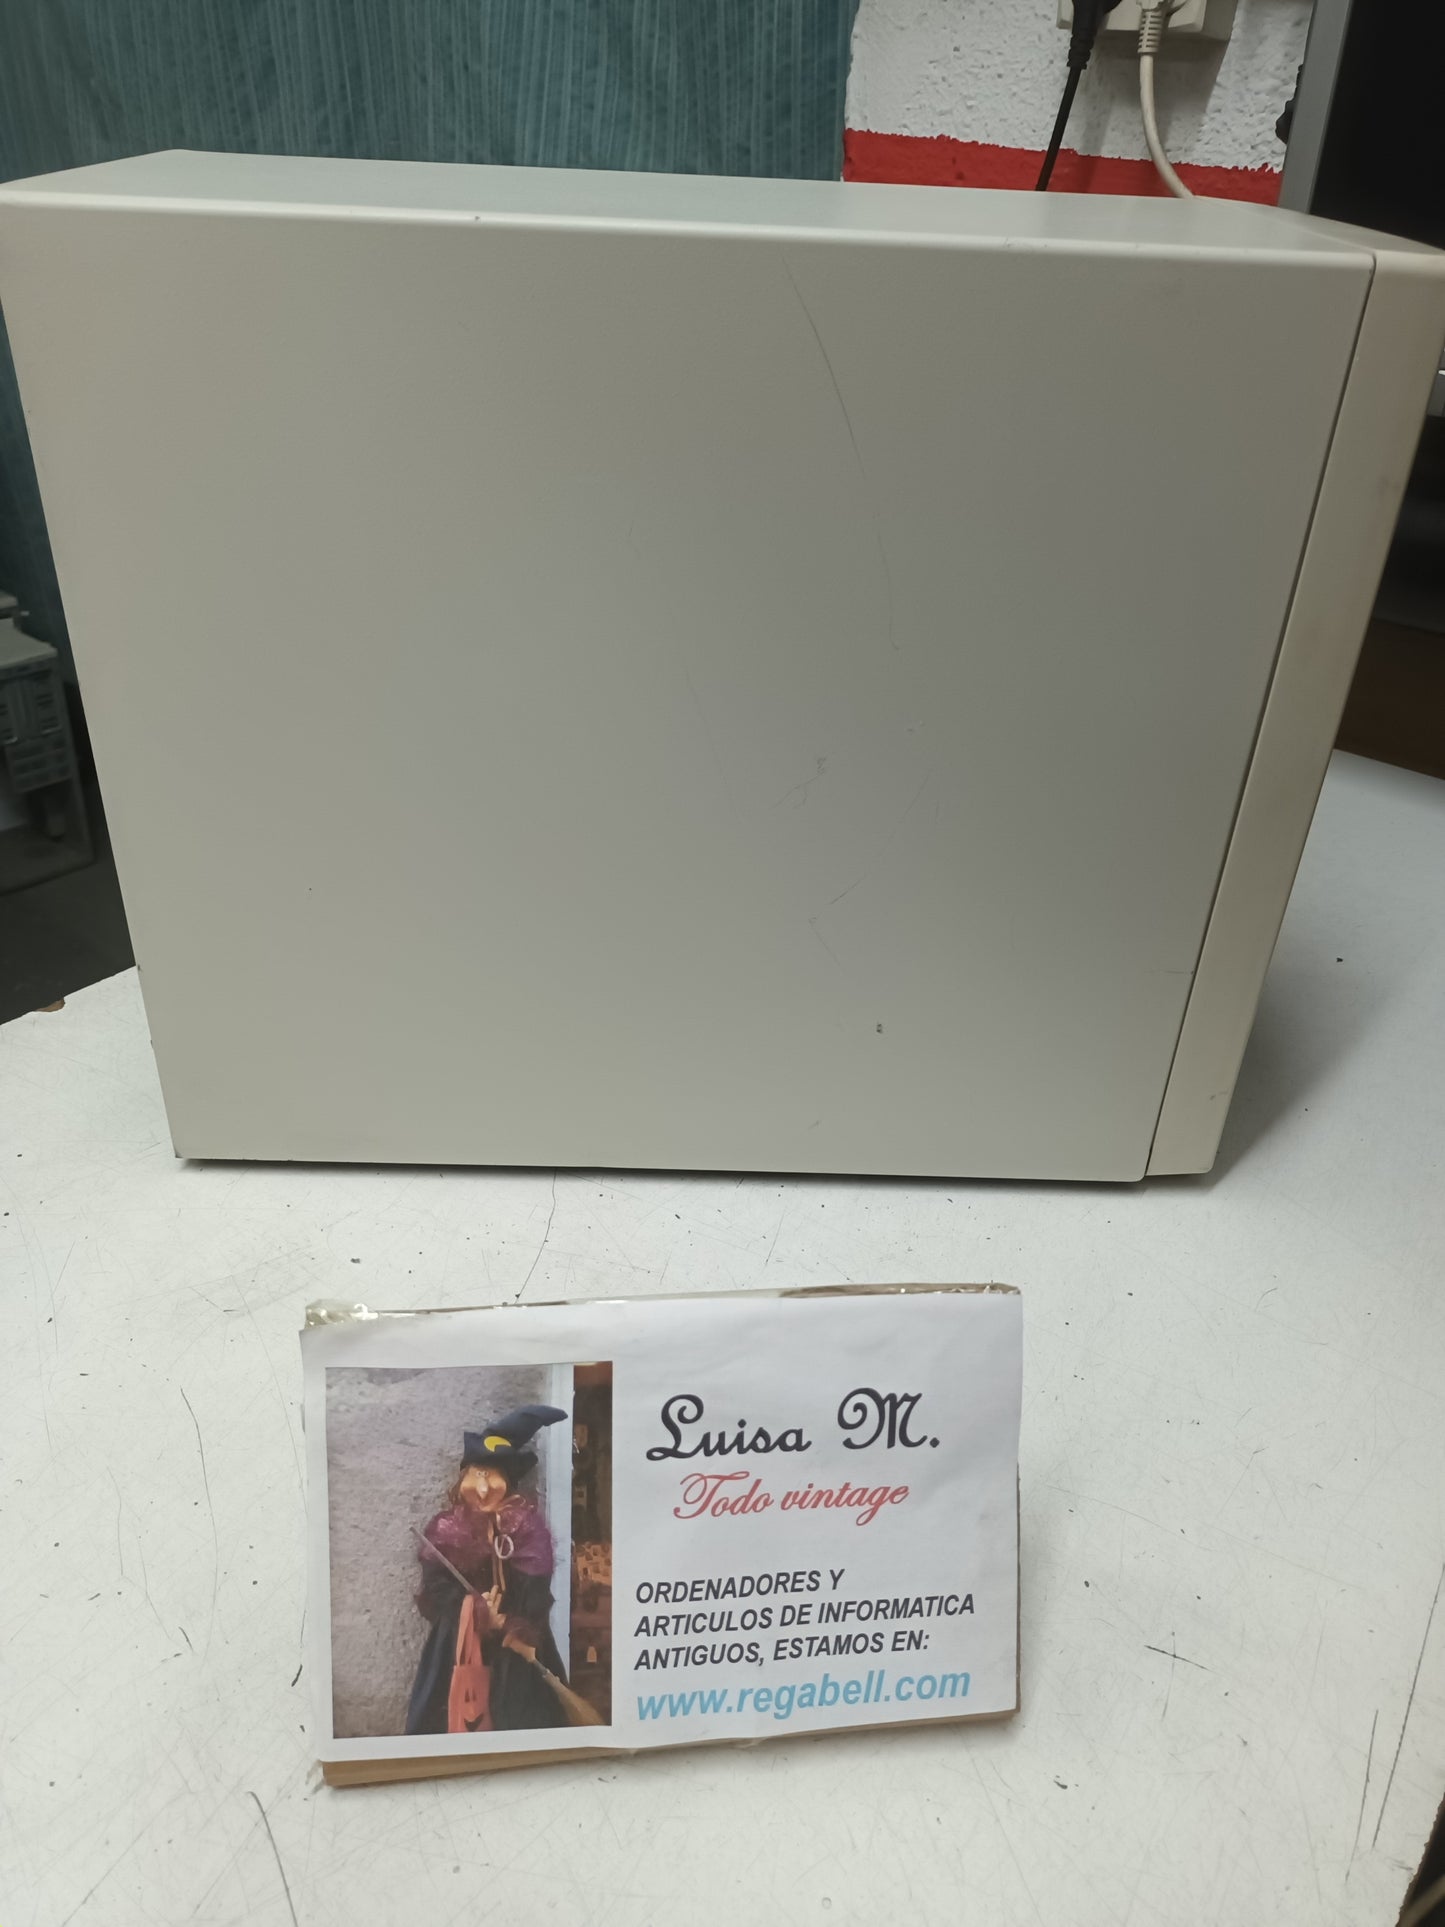 Luisa M.
Todo vintage
ORDENADORES Y
ARTICULOS DE INFORMATICA
ANTIGUOS, ESTAMOS EN:
www.regabell.com